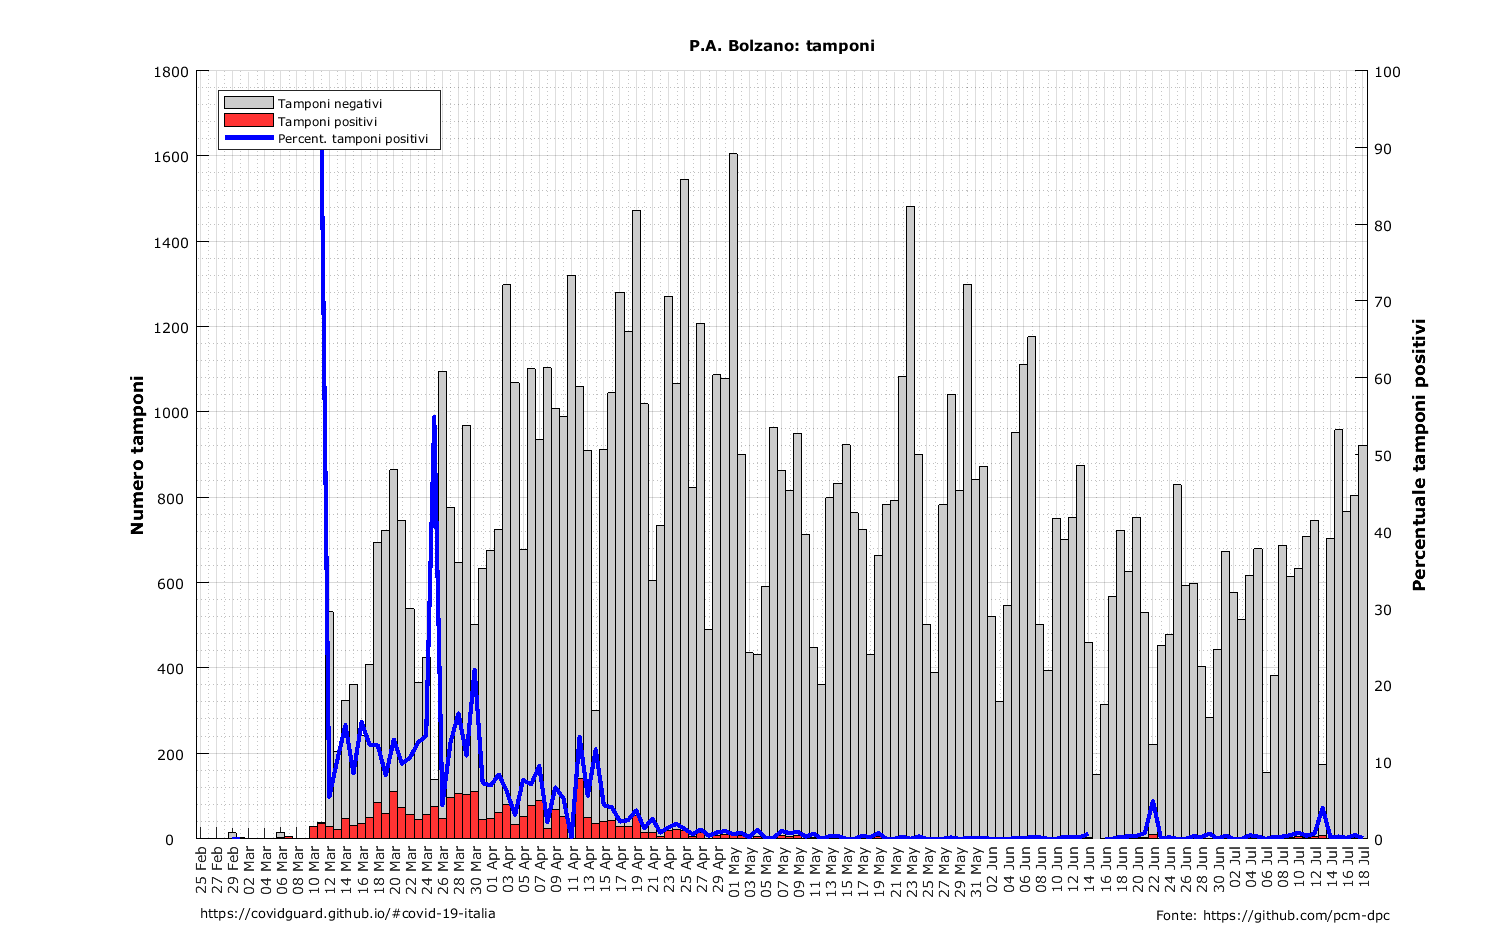 P.A. Bolzano: tamponi
Tamponi negativi
Tamponi positivi
Percent. tamponi positivi
Numero tamponi
1800
1600
1400
1200
1000
800
600
400
200
0
100
90
80
70
60
50
40
30
20
10
0
Percentuale tamponi positivi
25 Feb
27 Feb
29 Feb
02 Mar
04 Mar
06 Mar
08 Mar
10 Mar
12 Mar
14 Mar
16 Mar
18 Mar
20 Mar
22 Mar
24 Mar
26 Mar
28 Mar
30 Mar
01 Apr
03 Apr
05 Apr
07 Apr
09 Apr
11 Apr
13 Apr
15 Apr
17 Apr
19 Apr
21 Apr
23 Apr
25 Apr
27 Apr
29 Apr
01 May
03 May
05 May
07 May
09 May
11 May
13 May
15 May
17 May
19 May
21 May
23 May
25 May
27 May
29 May
31 May
02 Jun
04 Jun
06 Jun
08 Jun
10 Jun
12 Jun
14 Jun
16 Jun
18 Jun
20 Jun
22 Jun
24 Jun
26 Jun
28 Jun
30 Jun
02 Jul
04 Jul
06 Jul
08 Jul
10 Jul
12 Jul
14 Jul
16 Jul
18 Jul
https://covidguard.github.io/#covid-19-italia
Fonte: https://github.com/pcm-dpc